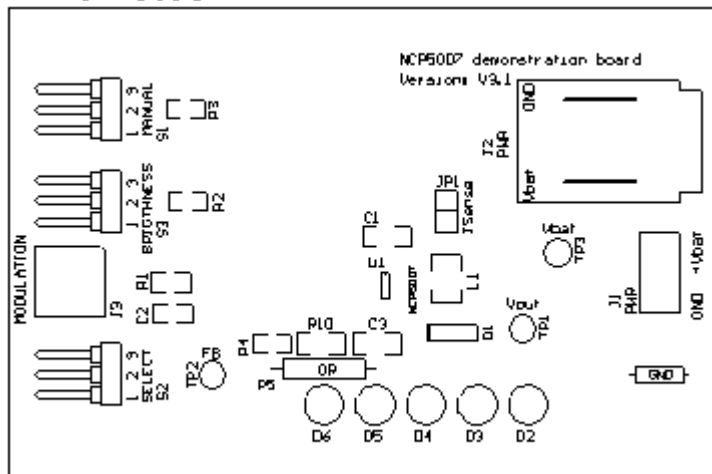 NCP5007 demonstration board
Version: V3.1
3
2
1
MANUAL
S1
R3
GND
J2
PWR
Vbat
3
2
1
BRIGTHNESS
S3
R2
JP1
ISense
C1
U1
NCP5007
L1
Vbat
TP3
MODULATION
J3
R1
C2
J1
PWR
+Vbat
GND
Vout
TP1
D1
R4
R10
C3
3
2
1
SELECT
S2
FB
TP2
R5
0R
GND
D6
D5
D4
D3
D2